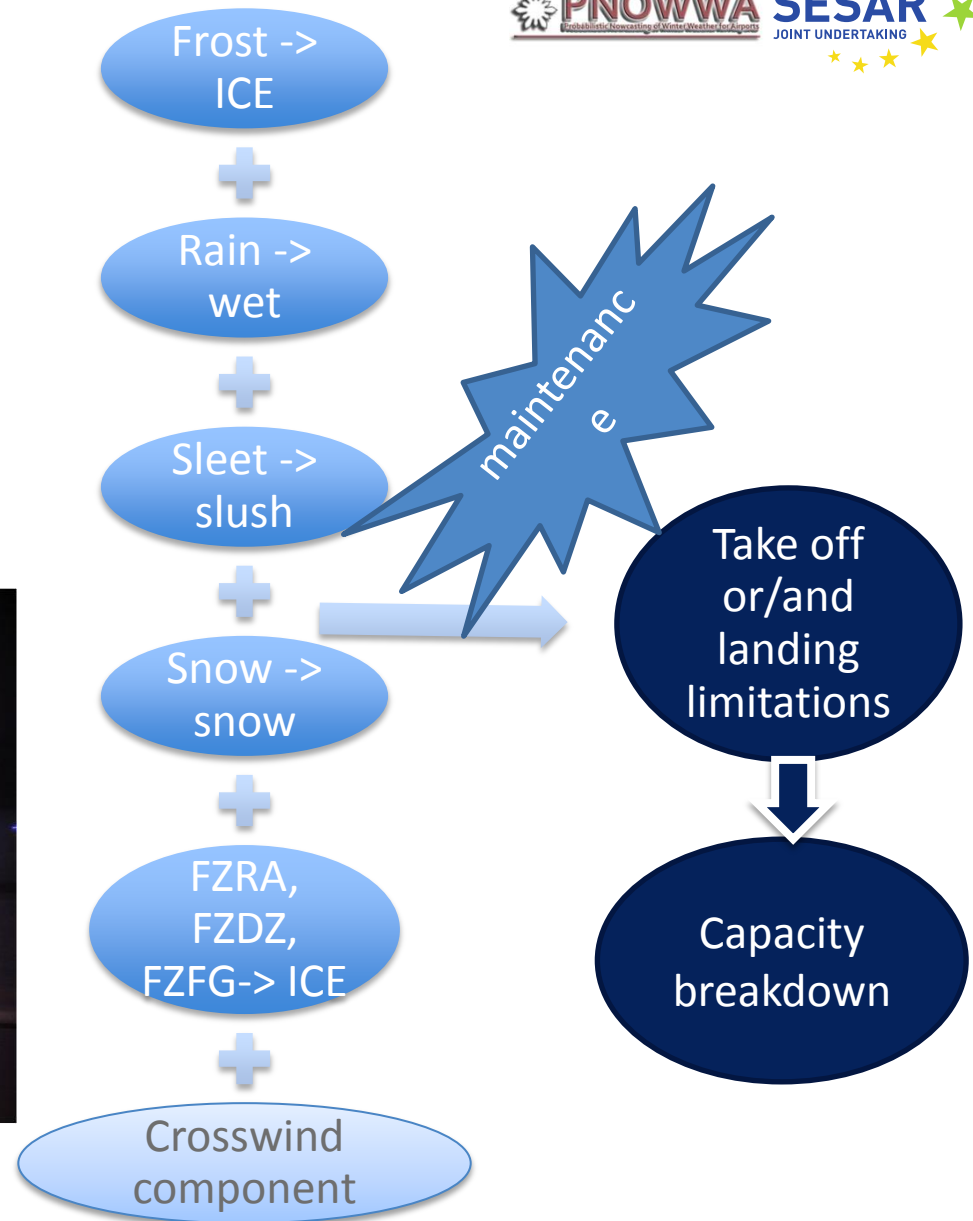 PNOWWA
Probabilistic Nowcasting of Winter Weather for Airports
SESAR
JOINT UNDERTAKING
Frost ->
ICE
Rain ->
wet
Sleet ->
slush
Snow ->
snow
FZRA,
FZDZ,
FZFG-> ICE
Crosswind
component
maintenanc
e
Take off
or/and
landing
limitations
Capacity
breakdown